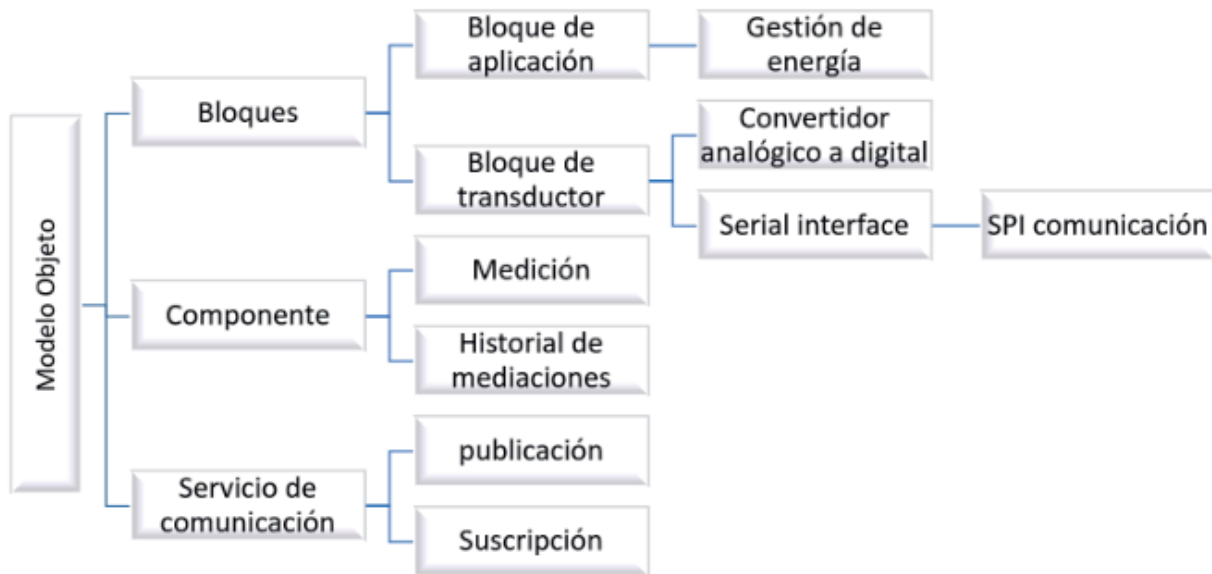 Bloque de
aplicación
Gestión de
energía
Bloques
Convertidor
analógico a digital
Bloque de
transductor
Serial interface
SPI comunicación
Modelo Objeto
Medición
Componente
Historial de
mediaciones
publicación
Servicio de
comunicación
Suscripción